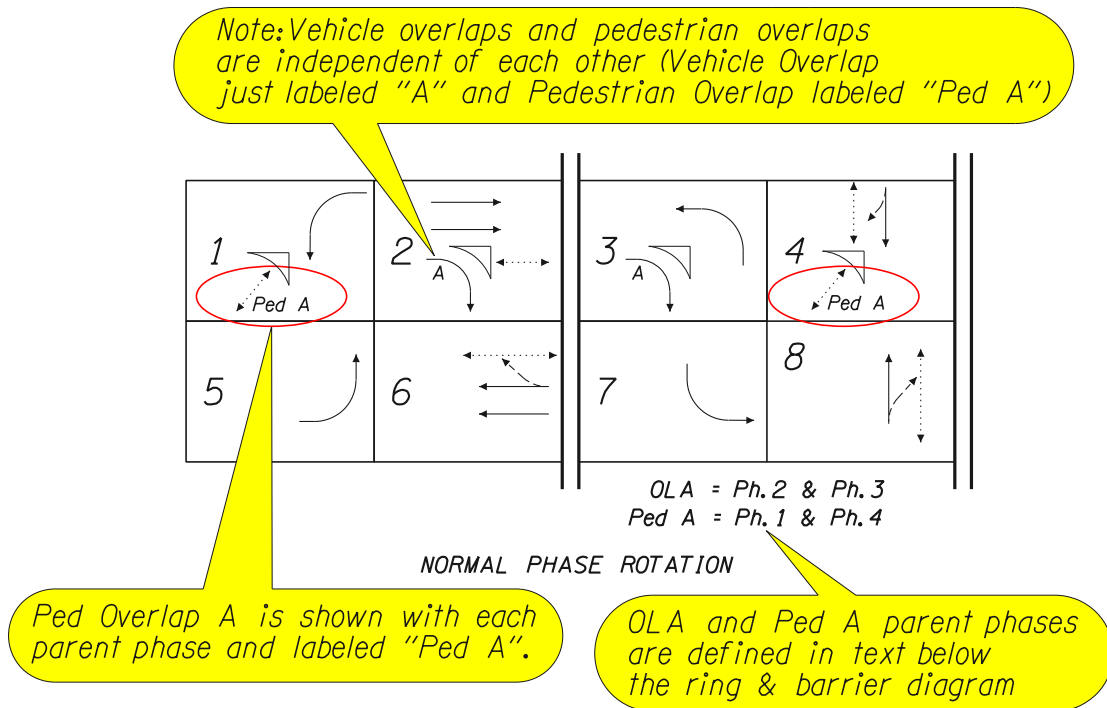 Note: Vehicle overlaps and pedestrian overlaps
are independent of each other (Vehicle Overlap
just labeled "A" and Pedestrian Overlap labeled "Ped A")
1
Ped A
2
A
3
A
4
Ped A
5
6
7
8
OLA = Ph.2 & Ph.3
Ped A = Ph.1 & Ph.4
NORMAL PHASE ROTATION
Ped Overlap A is shown with each
parent phase and labeled "Ped A".
OLA and Ped A parent phases
are defined in text below
the ring & barrier diagram